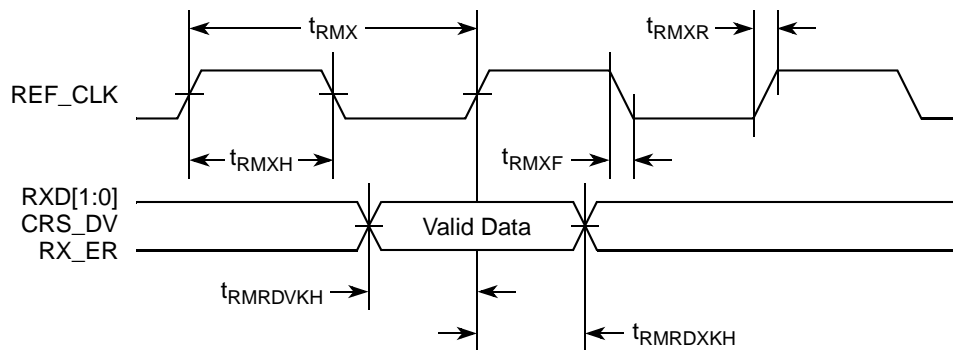 tRMX
tRMXR
REF_CLK
tRMXH
tRMXF
RXD[1:0]
CRS_DV
RX_ER
Valid Data
tRMRDVKH
tRMRDXKH